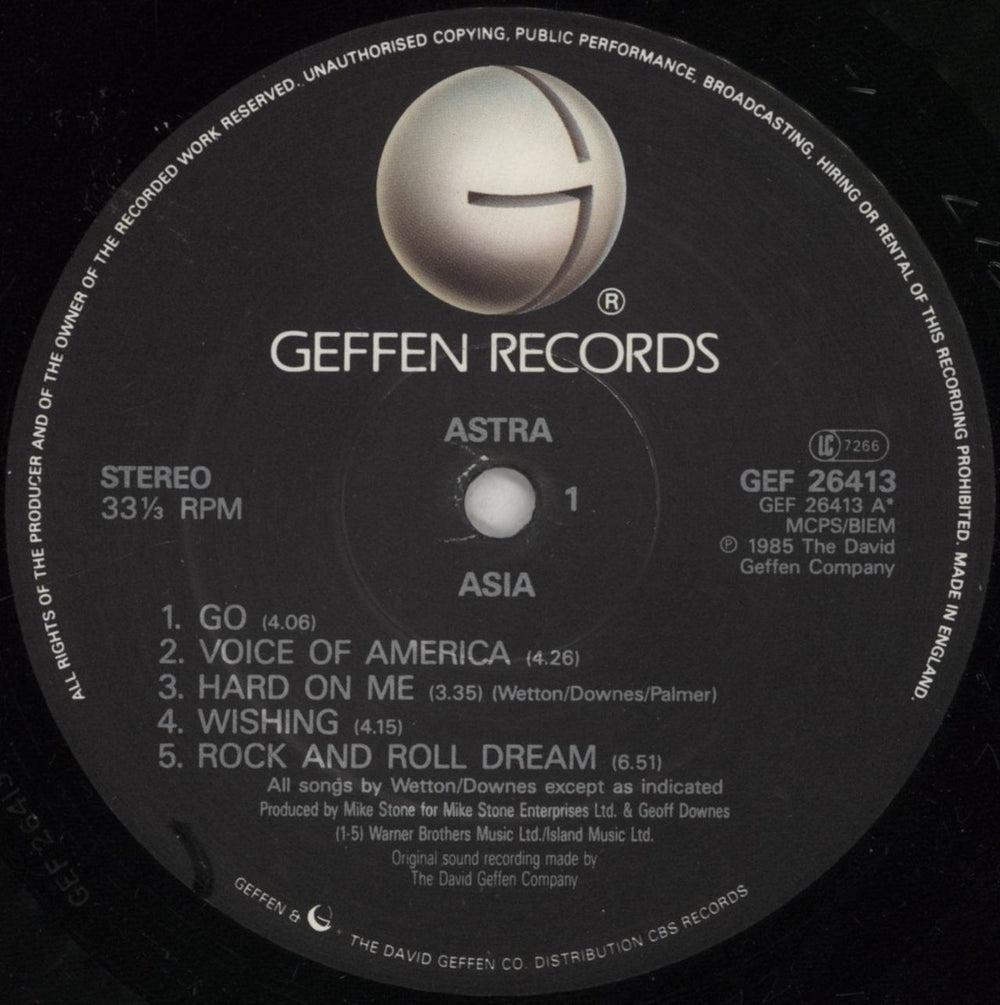 ALL RIGHTS OF THE PRODUCER AND OF THE OWNER OF THE RECORDED WORK RESERVED. UNAUTHORISED COPYING, PUBLIC PERFORMANCE, BROADCASTING, HIRING OR RENTAL OF THIS RECORDING PROHIBITED. MADE IN ENGLAND.
®
GEFFEN RECORDS
ASTRA
STEREO
33⅓ RPM
1
LC 7266
GEF 26413
GEF 26413 A*
MCPS/BIEM
℗ 1985 The David
Geffen Company
ASIA
1. GO (4.06)
2. VOICE OF AMERICA (4.26)
3. HARD ON ME (3.35) (Wetton/Downes/Palmer)
4. WISHING (4.15)
5. ROCK AND ROLL DREAM (6.51)
All songs by Wetton/Downes except as indicated
Produced by Mike Stone for Mike Stone Enterprises Ltd. & Geoff Downes
(1-5) Warner Brothers Music Ltd./Island Music Ltd.
Original sound recording made by
The David Geffen Company
GEFFEN & G • THE DAVID GEFFEN CO. DISTRIBUTION CBS RECORDS
GEF 26413